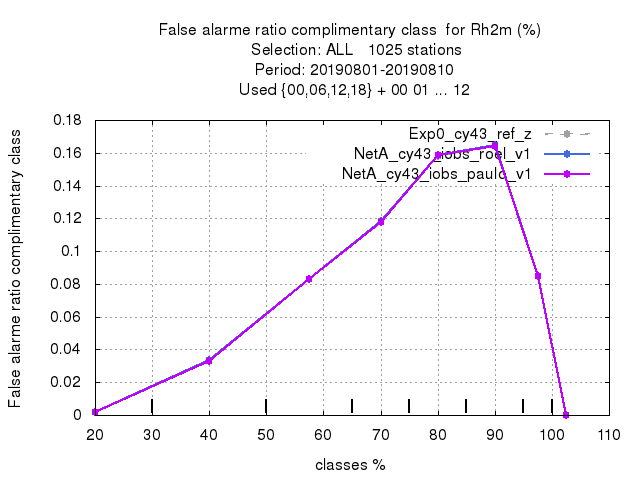 False alarme ratio complimentary class  for Rh2m (%)
Selection: ALL   1025 stations
Period: 20190801-20190810
Used {00,06,12,18} + 00 01 ... 12
False alarme ratio complimentary class
0.18
0.16
0.14
0.12
0.1
0.08
0.06
0.04
0.02
0
Exp0_cy43_ref_z
NetA_cy43_iobs_roel_v1
NetA_cy43_iobs_paulo_v1
20 30 40 50 60 70 80 90 100 110
classes %